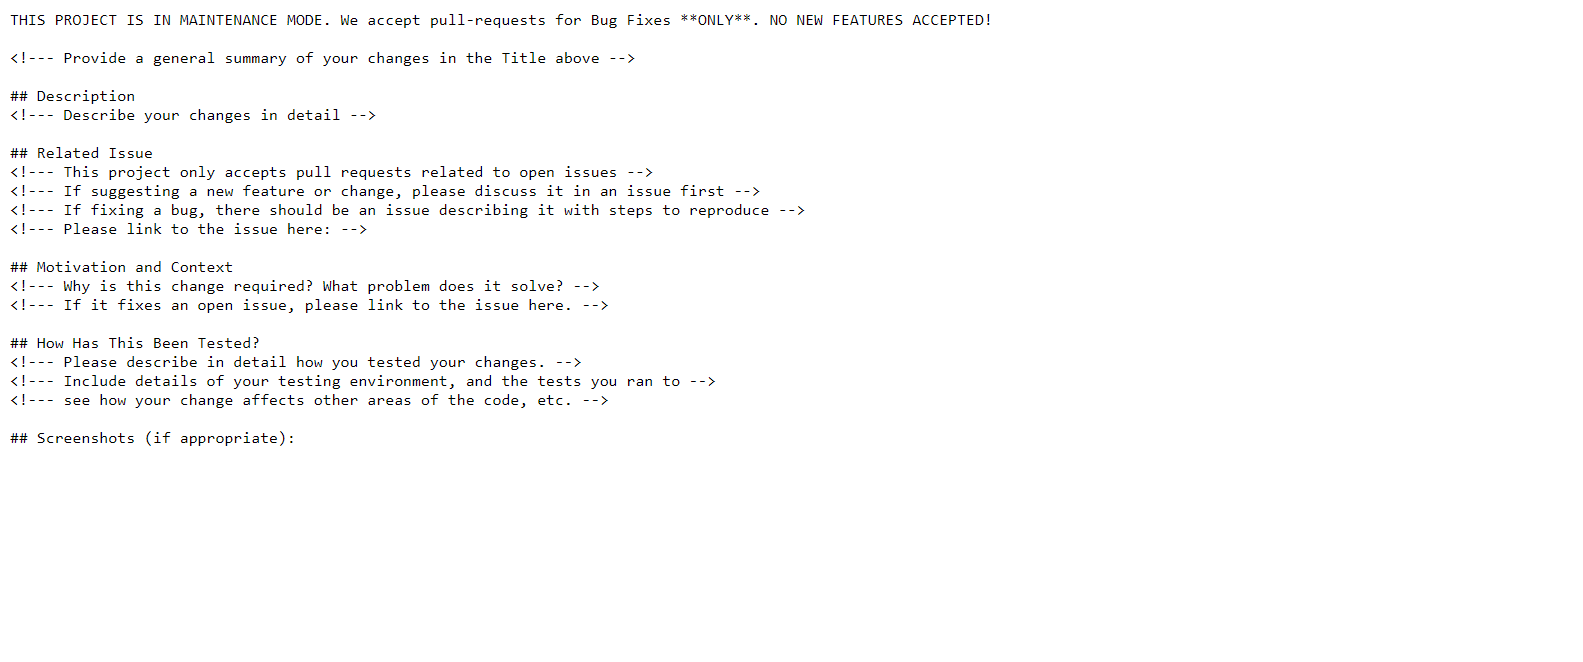 THIS PROJECT IS IN MAINTENANCE MODE. We accept pull-requests for Bug Fixes **ONLY**. NO NEW FEATURES ACCEPTED!
<!--- Provide a general summary of your changes in the Title above -->
## Description
<!--- Describe your changes in detail -->
## Related Issue
<!--- This project only accepts pull requests related to open issues -->
<!--- If suggesting a new feature or change, please discuss it in an issue first -->
<!--- If fixing a bug, there should be an issue describing it with steps to reproduce -->
<!--- Please link to the issue here: -->
## Motivation and Context
<!--- Why is this change required? What problem does it solve? -->
<!--- If it fixes an open issue, please link to the issue here. -->
## How Has This Been Tested?
<!--- Please describe in detail how you tested your changes. -->
<!--- Include details of your testing environment, and the tests you ran to -->
<!--- see how your change affects other areas of the code, etc. -->
## Screenshots (if appropriate):